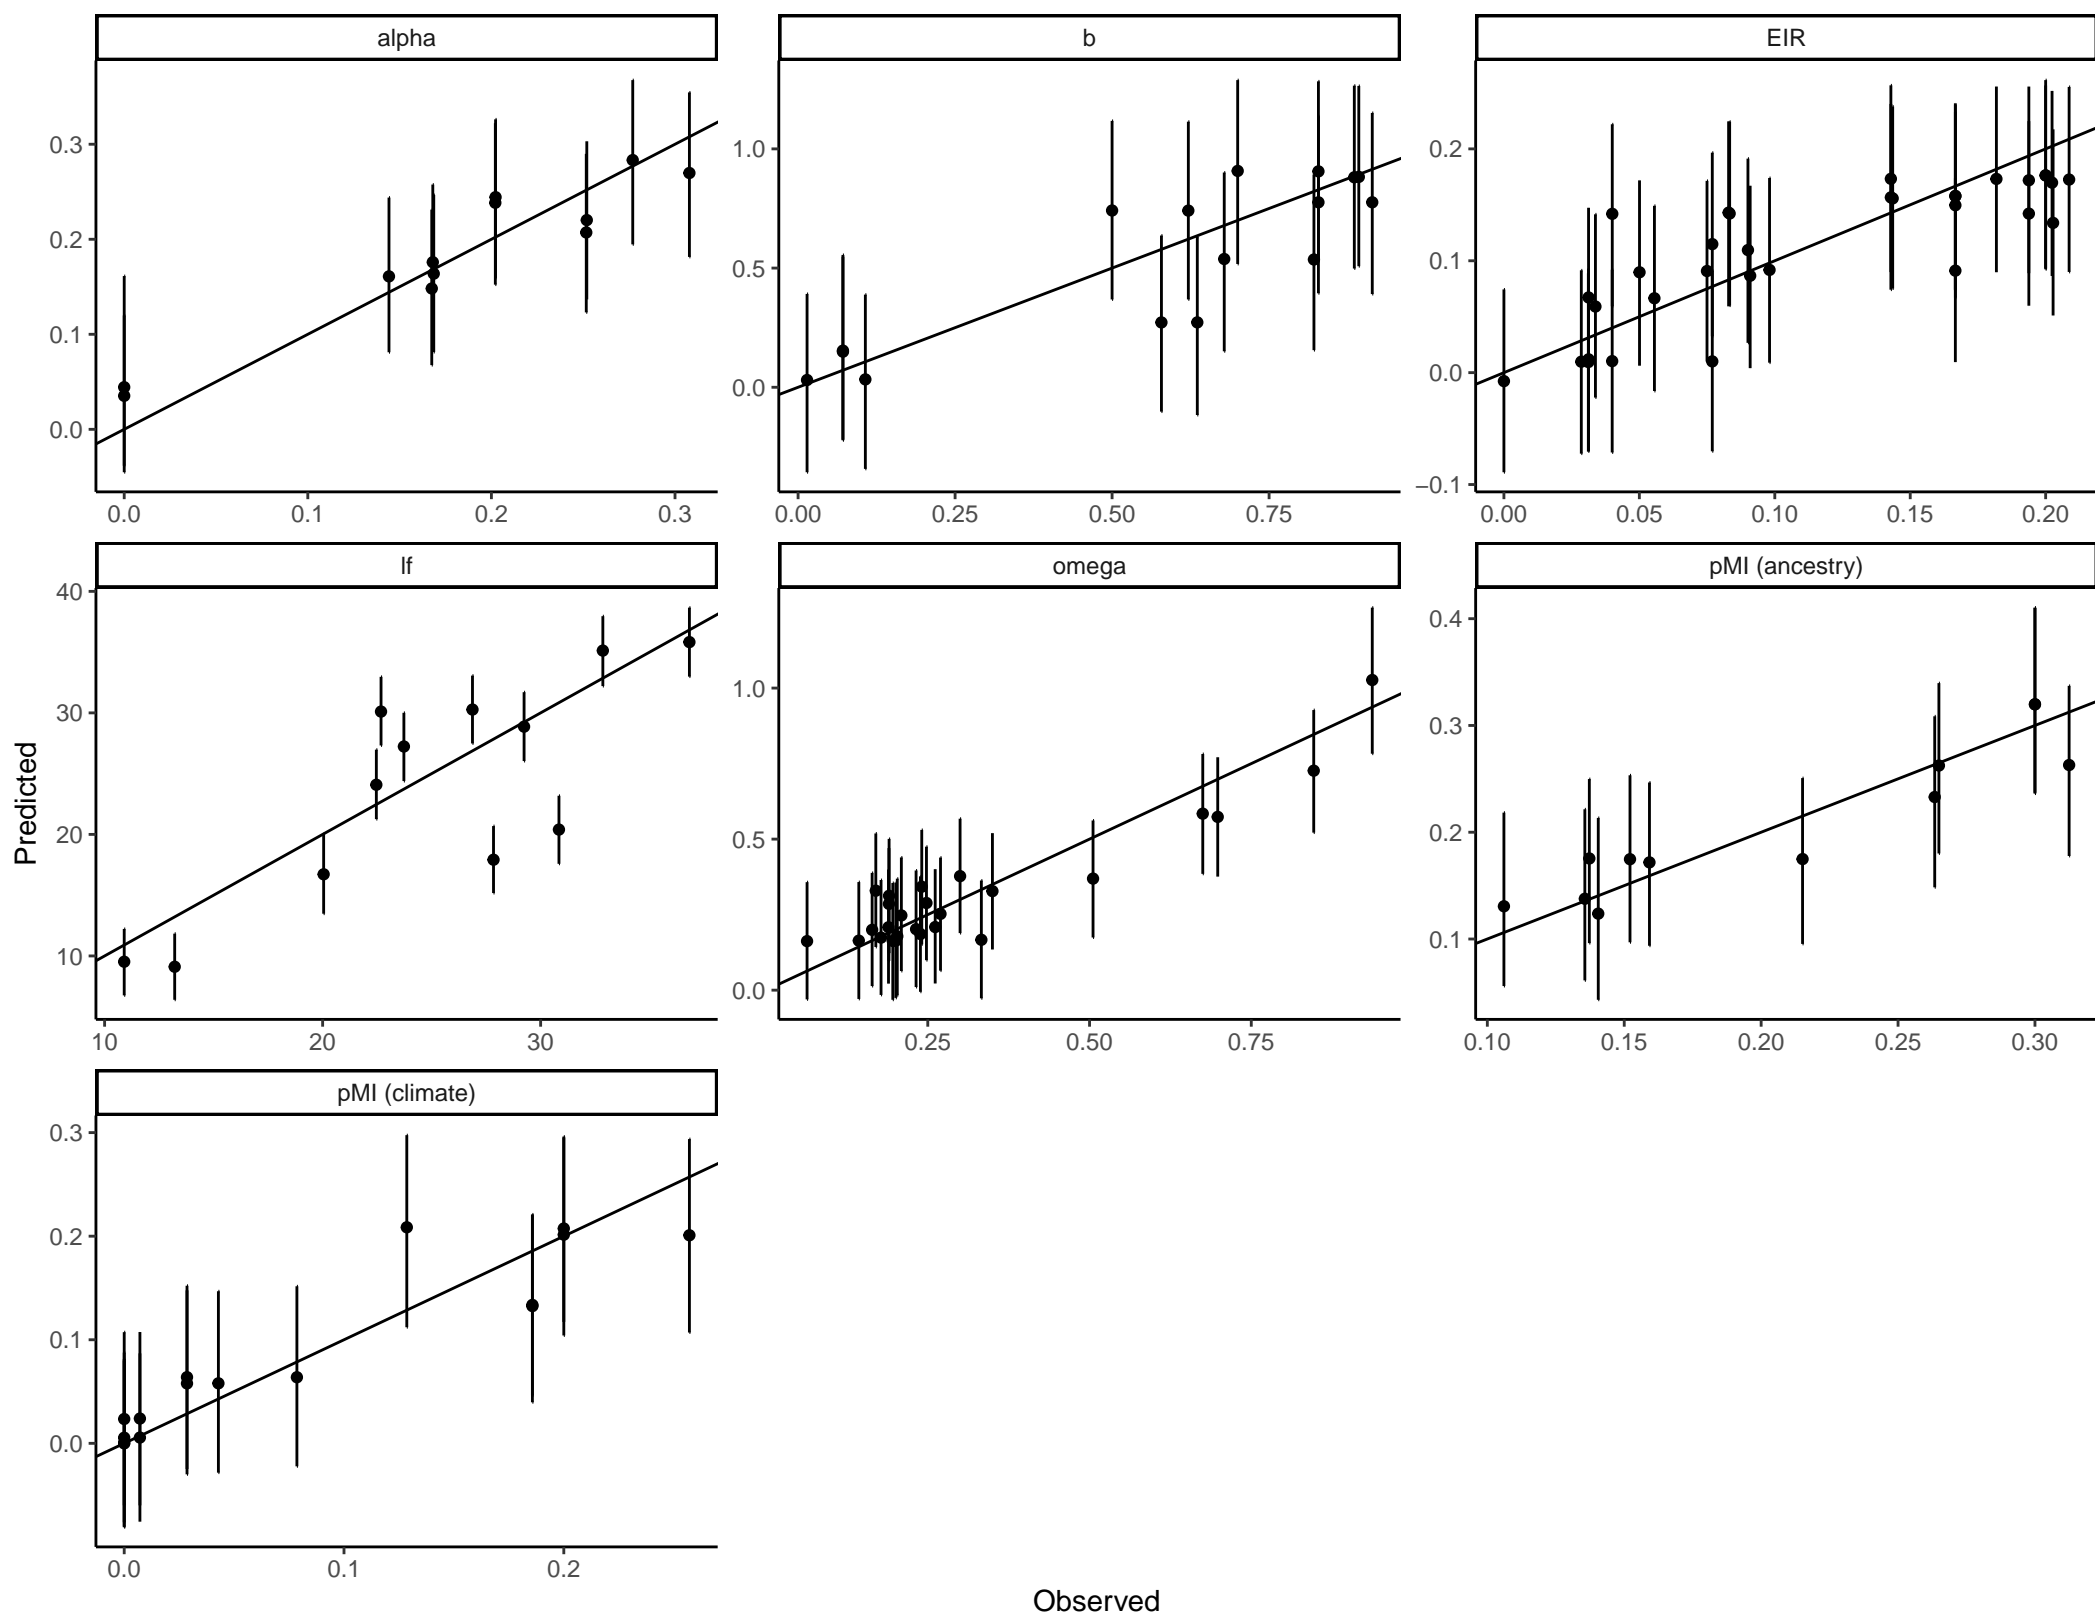 alpha
b
EIR
0.3
0.2
0.1
0.0
0.0 0.1 0.2 0.3
1.0
0.5
0.0
0.00 0.25 0.50 0.75
0.2
0.1
0.0
−0.1
0.00 0.05 0.10 0.15 0.20
lf
omega
pMI (ancestry)
40
30
20
10
10 20 30
1.0
0.5
0.0
0.25 0.50 0.75
0.4
0.3
0.2
0.1
0.10 0.15 0.20 0.25 0.30
pMI (climate)
0.3
0.2
0.1
0.0
0.0 0.1 0.2
Predicted
Observed